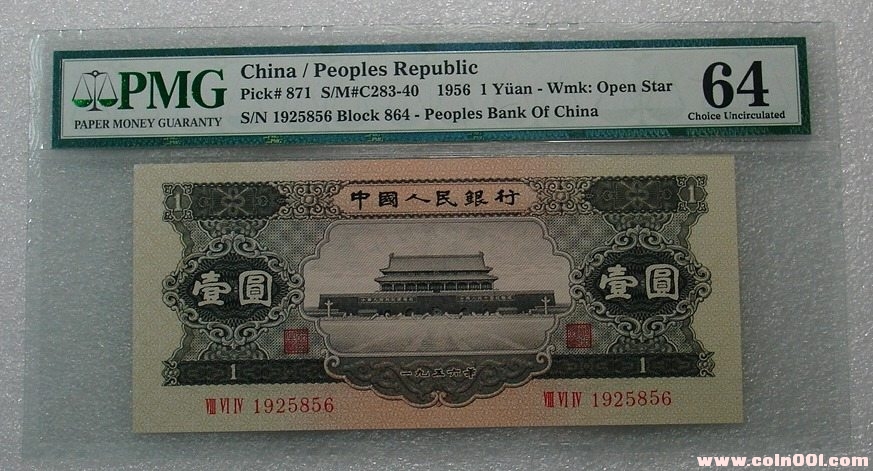 PMG
PAPER MONEY GUARANTY
China / Peoples Republic
Pick# 871 S/M#C283-40 1956 1 Yüan - Wmk: Open Star
S/N 1925856 Block 864 - Peoples Bank Of China
64
Choice Uncirculated
1 中國人民銀行 1
壹圓 壹圓
1 一九五六年 1
VIII VI IV 1925856 VIII VI IV 1925856
www.coln001.com